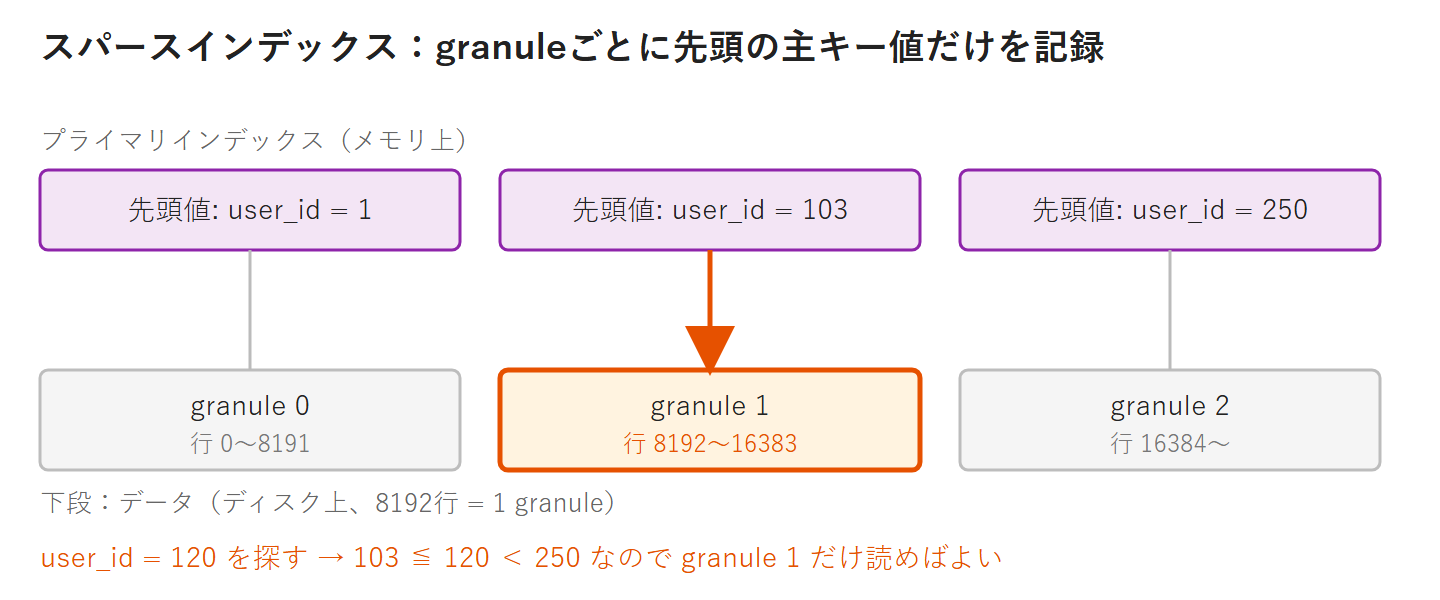 スパースインデックス：granuleごとに先頭の主キー値だけを記録
プライマリインデックス（メモリ上）
先頭値: user_id = 1
先頭値: user_id = 103
先頭値: user_id = 250
granule 0
行 0〜8191
granule 1
行 8192〜16383
granule 2
行 16384〜
下段：データ（ディスク上、8192行 = 1 granule）
user_id = 120 を探す → 103 ≦ 120 < 250 なので granule 1 だけ読めばよい